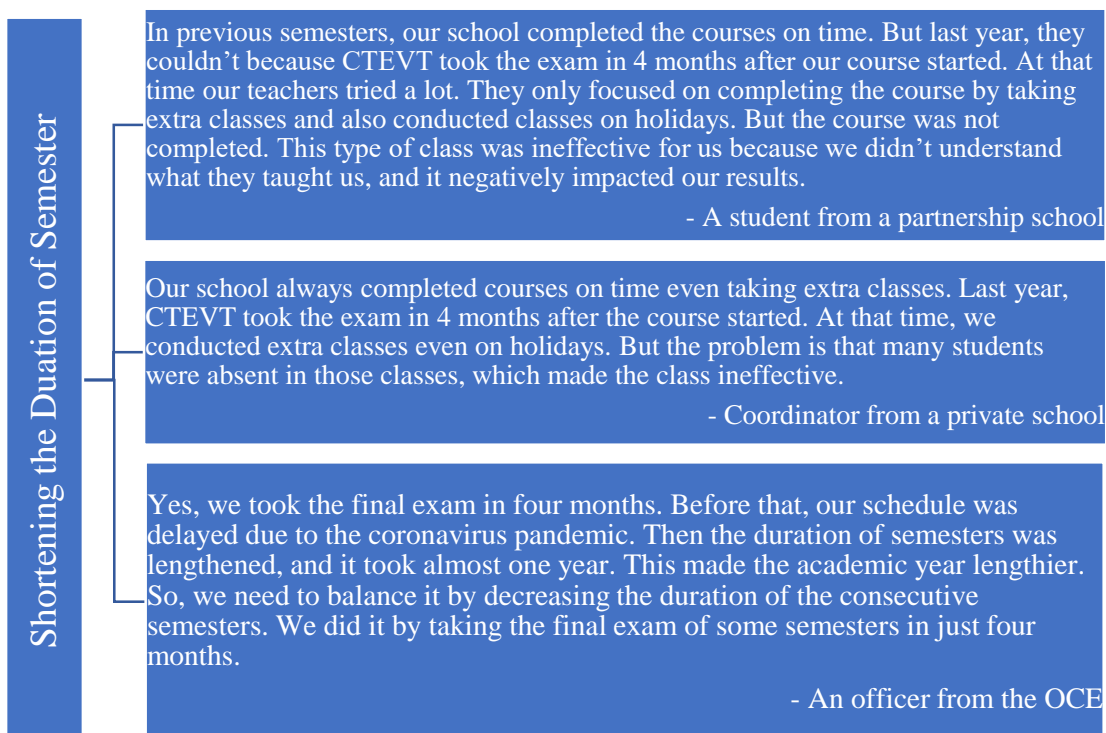 Shortening the Duation of Semester
In previous semesters, our school completed the courses on time. But last year, they
couldn’t because CTEVT took the exam in 4 months after our course started. At that
time our teachers tried a lot. They only focused on completing the course by taking
extra classes and also conducted classes on holidays. But the course was not
completed. This type of class was ineffective for us because we didn’t understand
what they taught us, and it negatively impacted our results.
- A student from a partnership school
Our school always completed courses on time even taking extra classes. Last year,
CTEVT took the exam in 4 months after the course started. At that time, we
conducted extra classes even on holidays. But the problem is that many students
were absent in those classes, which made the class ineffective.
- Coordinator from a private school
Yes, we took the final exam in four months. Before that, our schedule was
delayed due to the coronavirus pandemic. Then the duration of semesters was
lengthened, and it took almost one year. This made the academic year lengthier.
So, we need to balance it by decreasing the duration of the consecutive
semesters. We did it by taking the final exam of some semesters in just four
months.
- An officer from the OCE